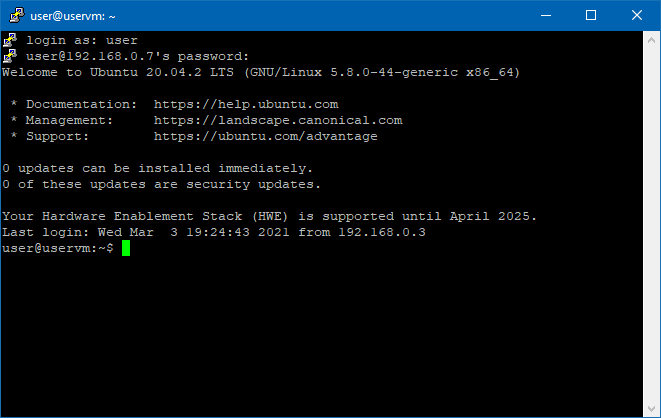 user@uservm: ~
login as: user
user@192.168.0.7's password:
Welcome to Ubuntu 20.04.2 LTS (GNU/Linux 5.8.0-44-generic x86_64)
* Documentation:  https://help.ubuntu.com
* Management:     https://landscape.canonical.com
* Support:        https://ubuntu.com/advantage
0 updates can be installed immediately.
0 of these updates are security updates.
Your Hardware Enablement Stack (HWE) is supported until April 2025.
Last login: Wed Mar  3 19:24:43 2021 from 192.168.0.3
user@uservm:~$